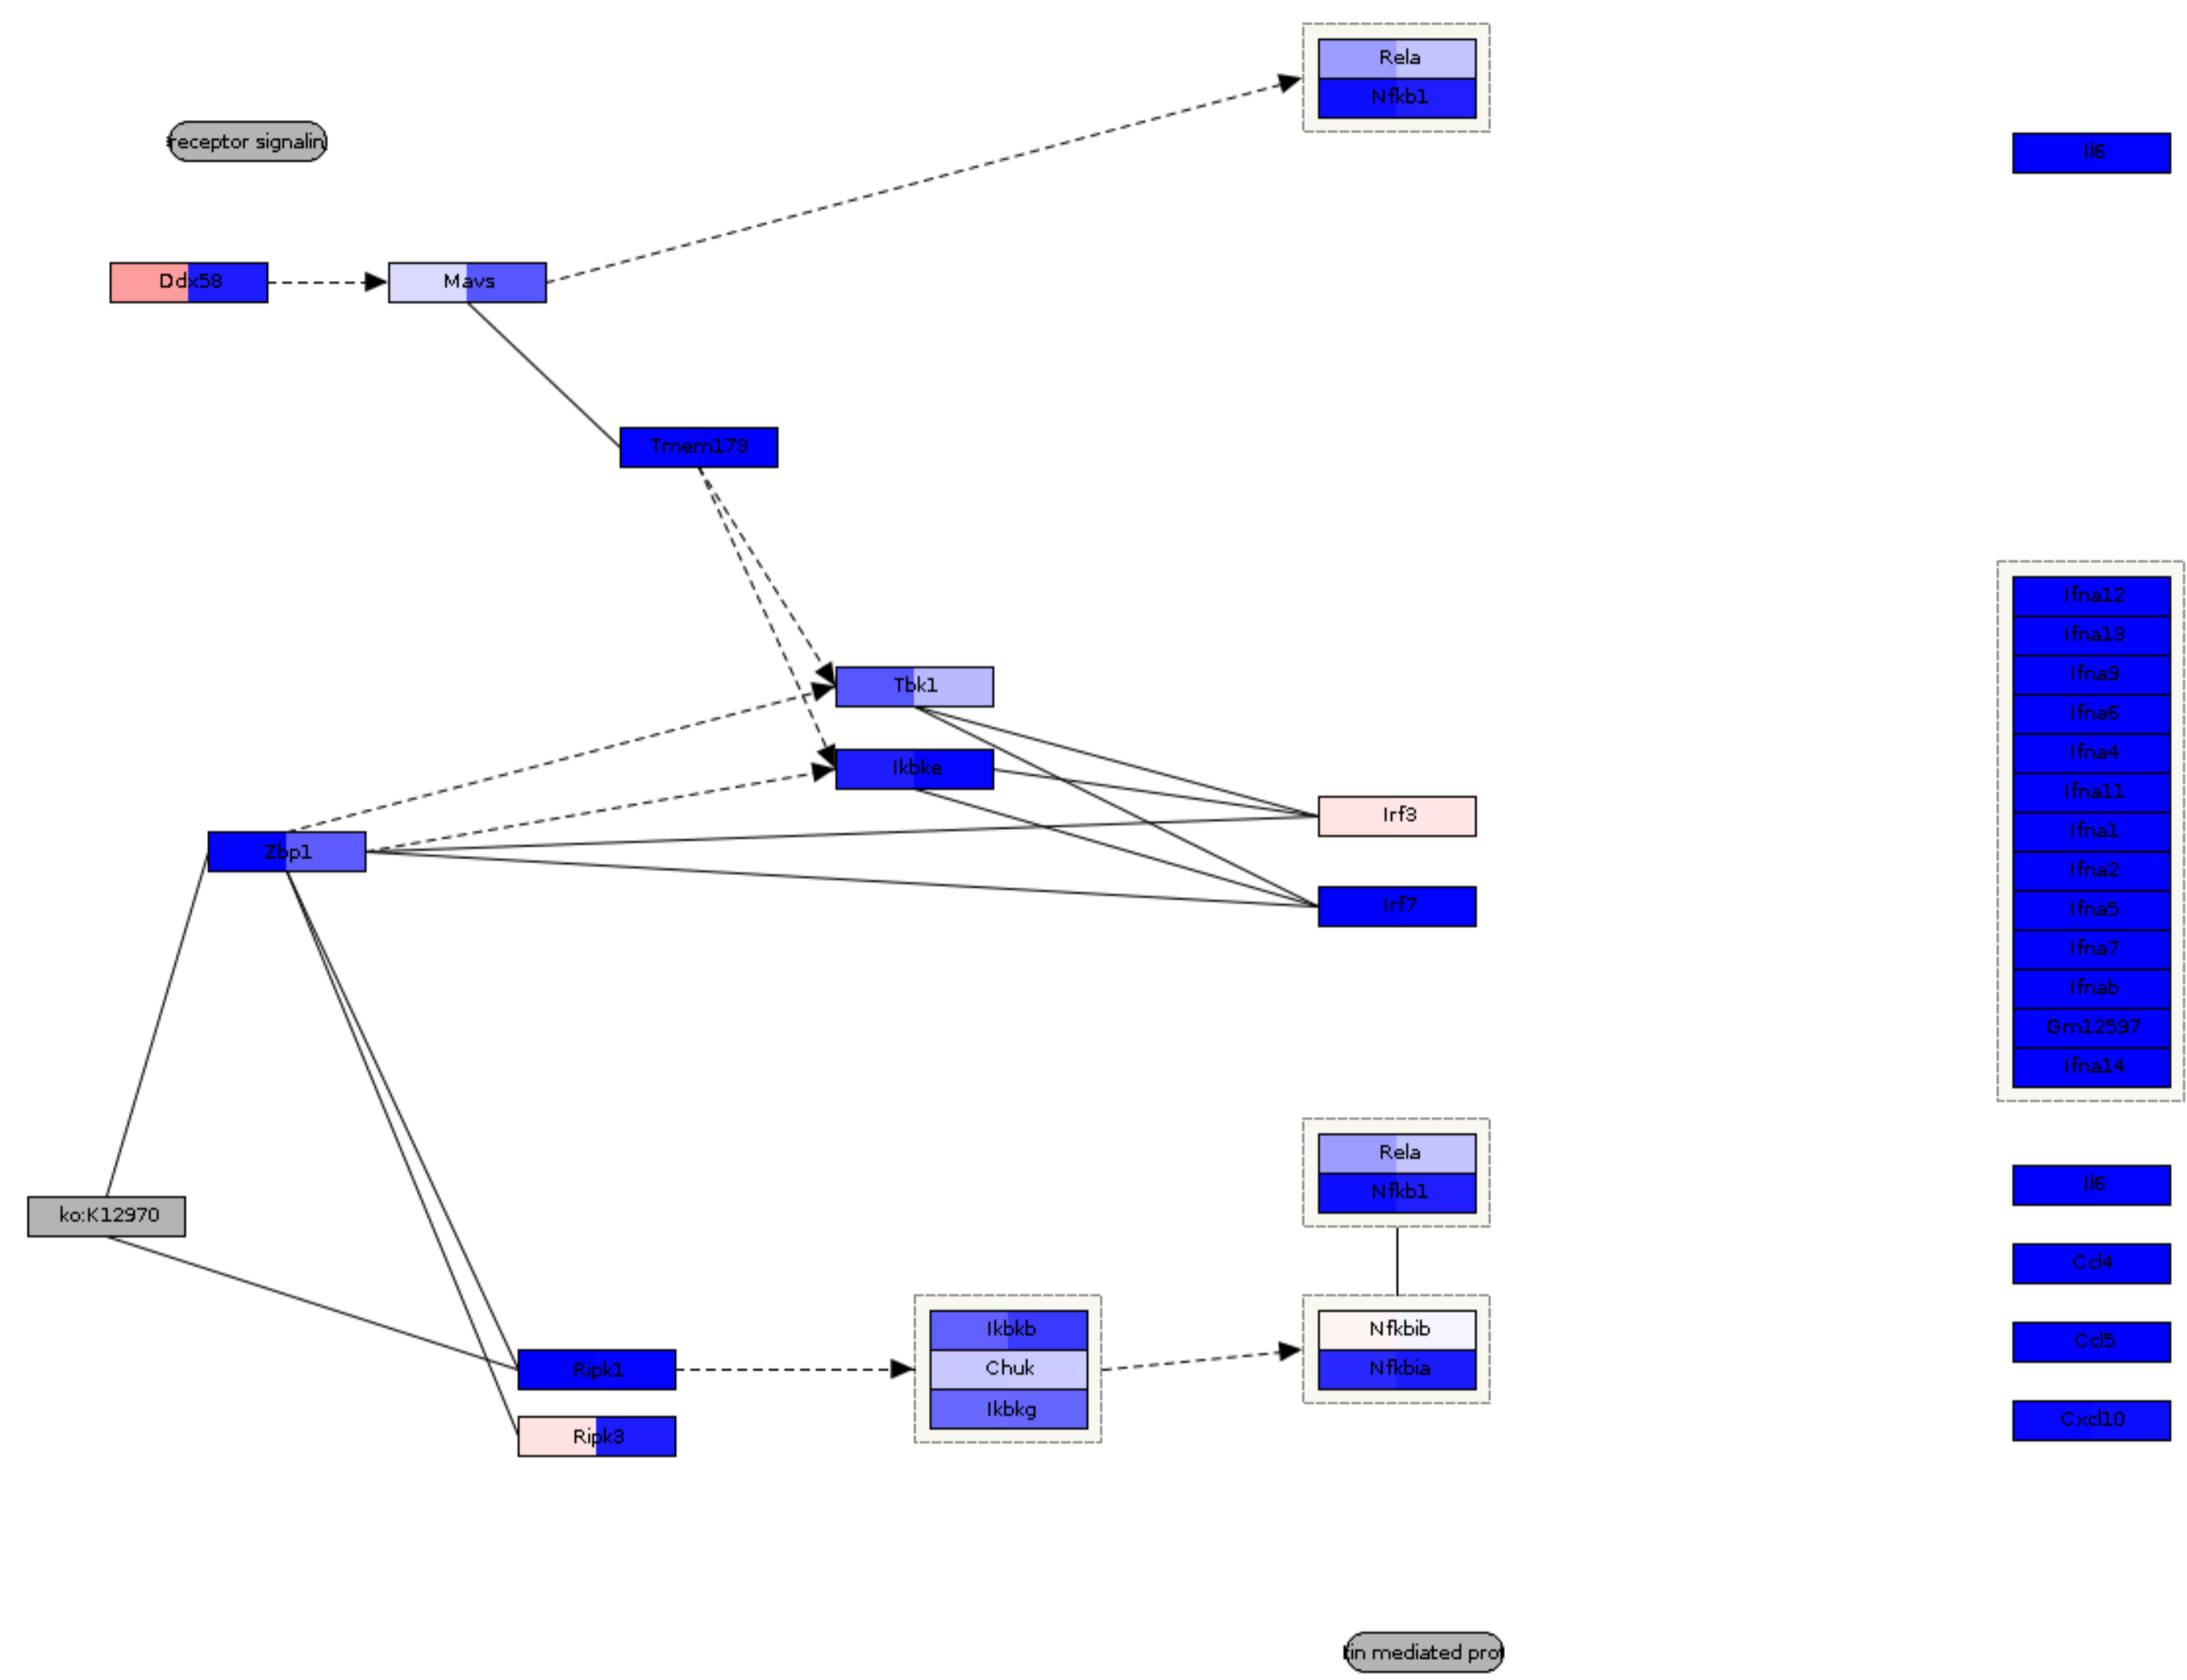 Rela
Nfkb1
receptor signalin
Il6
Ddx58
Mavs
Tmem173
Ifna12
Ifna13
Ifna9
Tbk1
Ifna6
Ifna4
Ikbke
Ifna11
Irf3
Ifna1
Zbp1
Ifna2
Irf7
Ifna5
Ifna7
Ifnab
Gm12597
Ifna14
Rela
Nfkb1
Il6
ko:K12970
Ccl4
Ikbkb
Nfkbib
Ccl5
Ripk1
Chuk
Nfkbia
Ikbkg
Cxcl10
Ripk3
in mediated pro